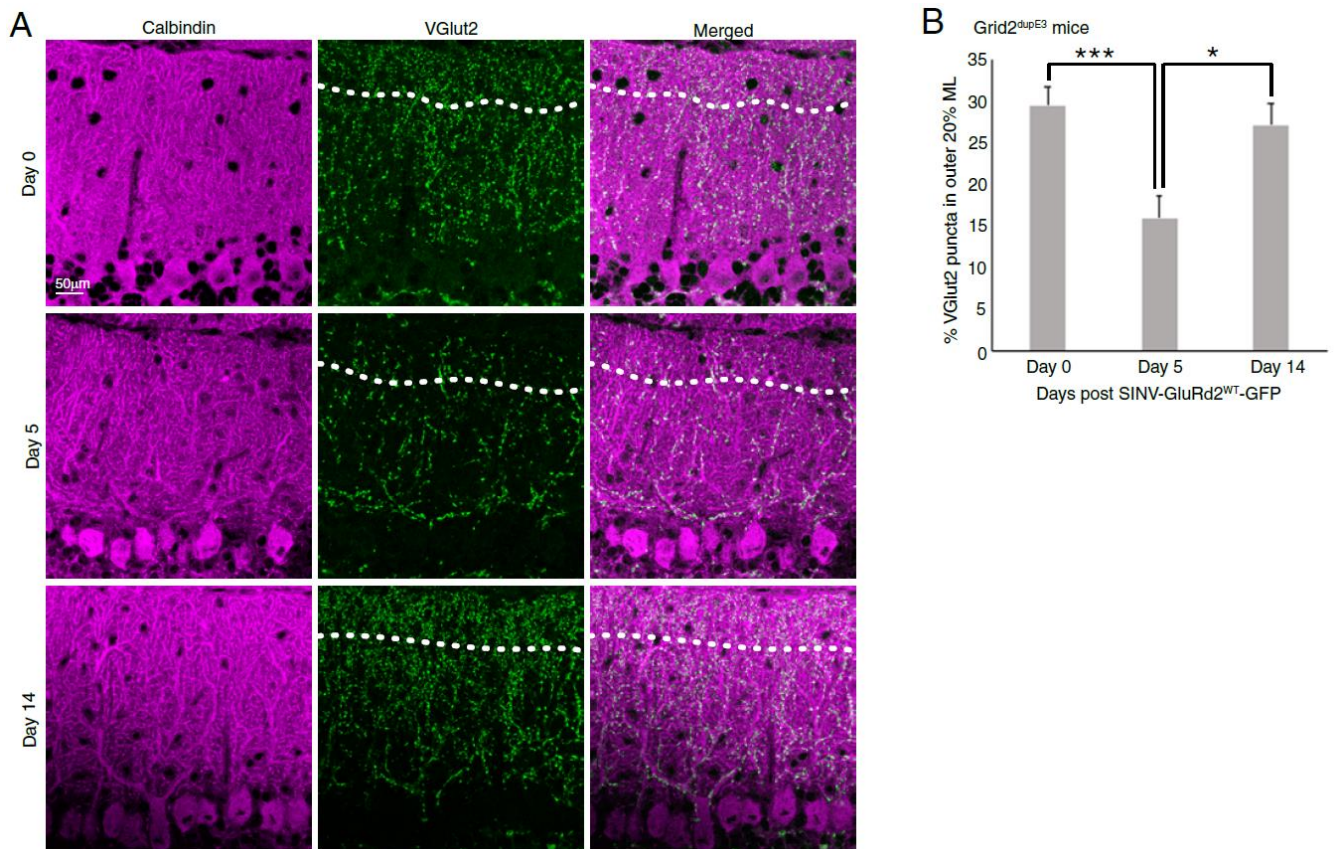 A
Calbindin
VGlut2
Merged
Day 0
50μm
Day 5
Day 14
B
Grid2dupE3 mice
% VGlut2 puncta in outer 20% ML
35
30
25
20
15
10
5
0
***
*
Day 0 Day 5 Day 14
Days post SINV-GluRd2WT-GFP